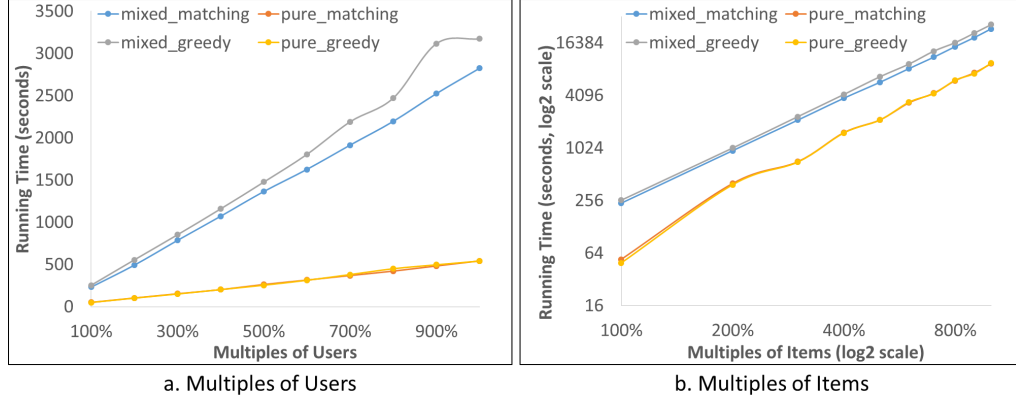 mixed_matching pure_matching
mixed_greedy pure_greedy
Running Time (seconds)
3500
3000
2500
2000
1500
1000
500
0
100% 300% 500% 700% 900%
Multiples of Users
a. Multiples of Users
mixed_matching pure_matching
mixed_greedy pure_greedy
Running Time (seconds, log2 scale)
16384
4096
1024
256
64
16
100% 200% 400% 800%
Multiples of Items (log2 scale)
b. Multiples of Items